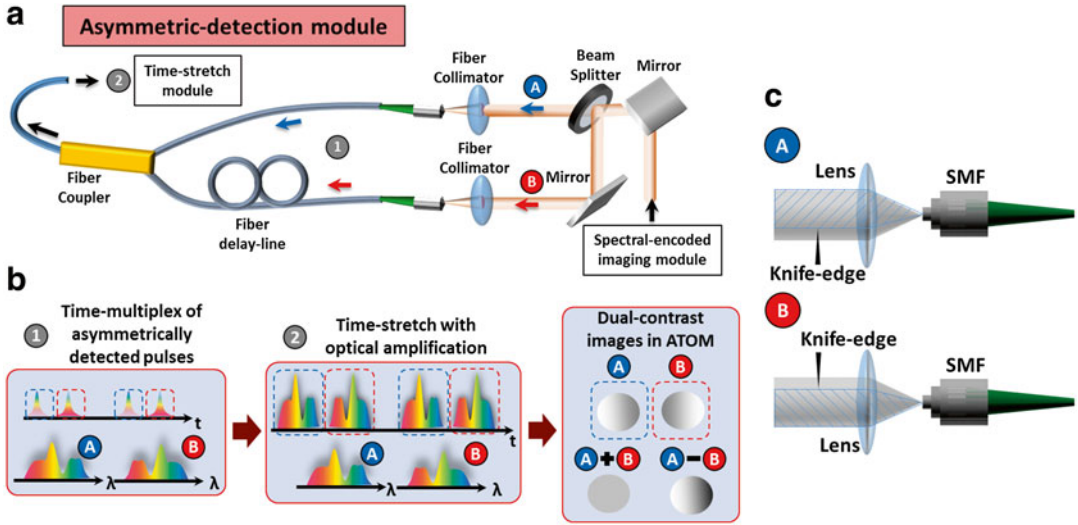 a
Asymmetric-detection module
2
Time-stretch
module
Fiber
Coupler
1
Fiber
delay-line
Fiber
Collimator
A
Beam
Splitter
Mirror
Fiber
Collimator
B
Mirror
Spectral-encoded
imaging module
b
1
Time-multiplex of
asymmetrically
detected pulses
t
A
B
λ
λ
2
Time-stretch with
optical amplification
t
A
B
λ
λ
Dual-contrast
images in ATOM
A
B
A+B
A−B
c
A
Lens
SMF
Knife-edge
B
Knife-edge
SMF
Lens